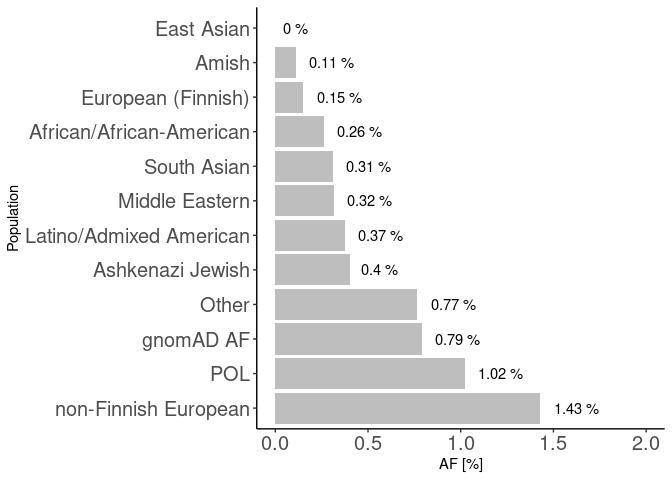 Population
East Asian 0 %
Amish 0.11 %
European (Finnish) 0.15 %
African/African-American 0.26 %
South Asian 0.31 %
Middle Eastern 0.32 %
Latino/Admixed American 0.37 %
Ashkenazi Jewish 0.4 %
Other 0.77 %
gnomAD AF 0.79 %
POL 1.02 %
non-Finnish European 1.43 %
0.0 0.5 1.0 1.5 2.0
AF [%]